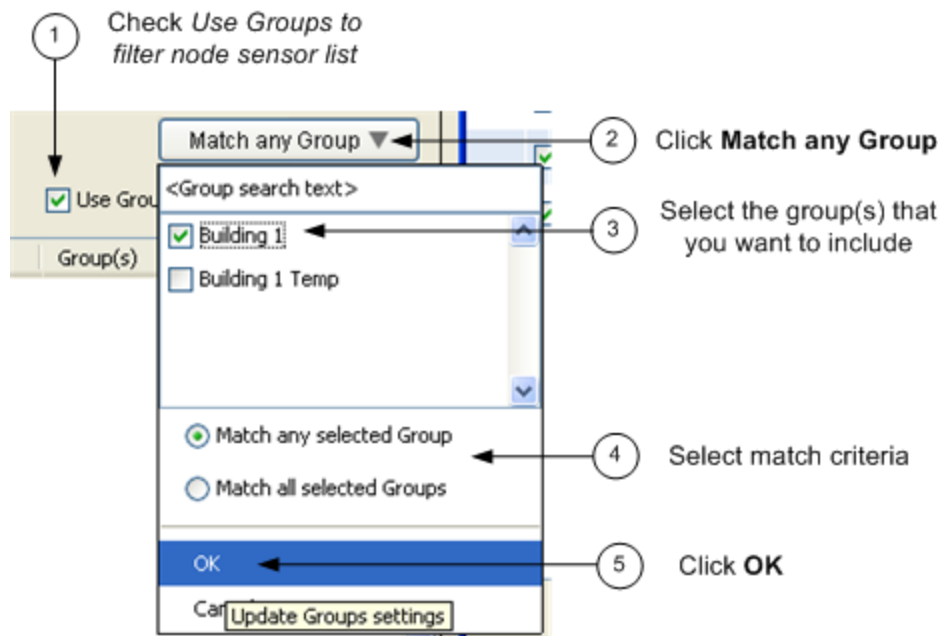 1
Check Use Groups to
filter node sensor list
Match any Group
2
Click Match any Group
Use Grou
<Group search text>
Group(s)
Building 1
3
Select the group(s) that
you want to include
Building 1 Temp
Match any selected Group
4
Select match criteria
Match all selected Groups
OK
5
Click OK
Update Groups settings